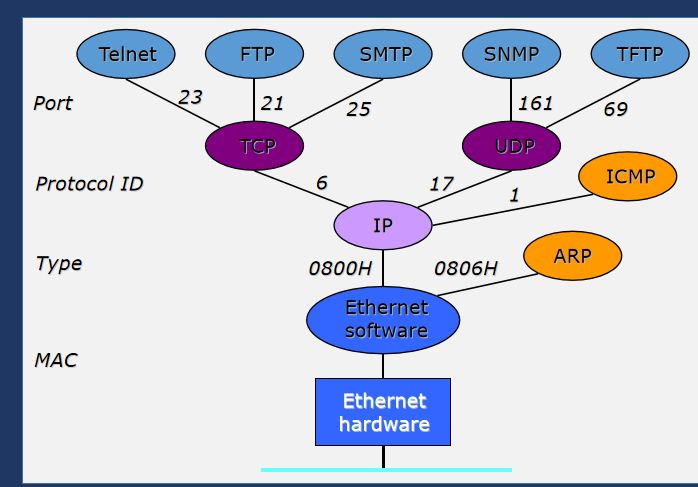 Telnet FTP SMTP SNMP TFTP
Port 23 21 25 161 69
TCP UDP
Protocol ID 6 17 1 ICMP
IP
Type 0800H 0806H ARP
Ethernet
software
MAC
Ethernet
hardware